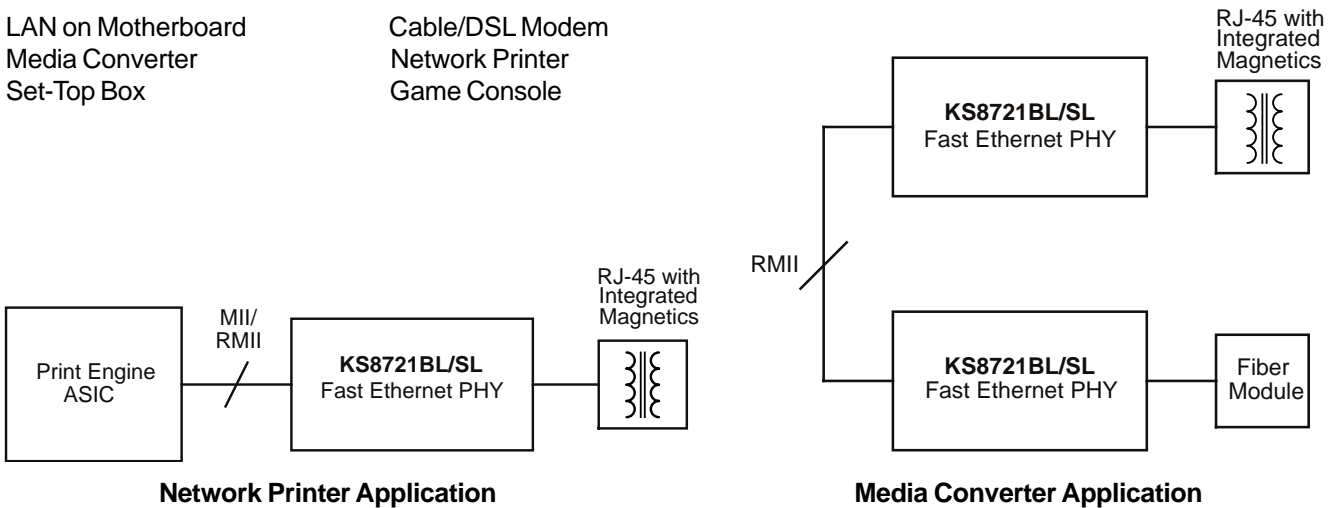 LAN on Motherboard
Media Converter
Set-Top Box
Cable/DSL Modem
Network Printer
Game Console
Print Engine
ASIC
MII/
RMII
KS8721BL/SL
Fast Ethernet PHY
RJ-45 with
Integrated
Magnetics
Network Printer Application
RJ-45 with
Integrated
Magnetics
KS8721BL/SL
Fast Ethernet PHY
RMII
KS8721BL/SL
Fast Ethernet PHY
Fiber
Module
Media Converter Application